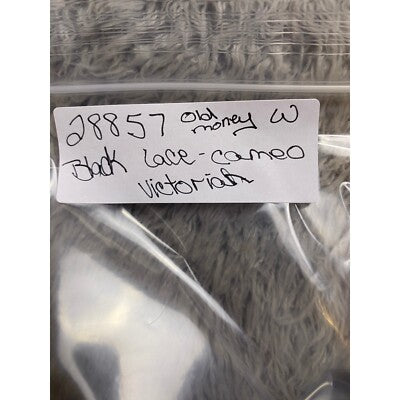 28857 old money W
Black Lace - Cameo
Victorian